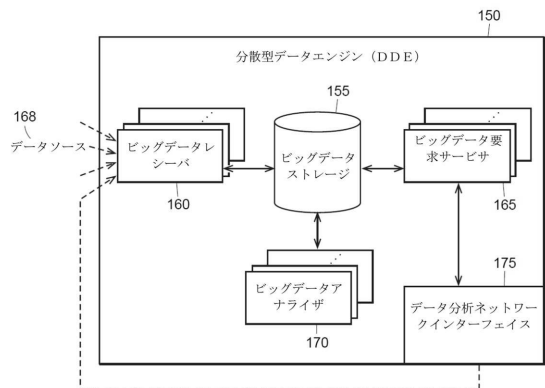 150
分散型データエンジン（DDE）
155
168
データソース
ビッグデータレ
シーバ
160
ビッグデータ
ストレージ
ビッグデータ要
求サービサ
165
ビッグデータア
ナライザ
170
175
データ分析ネットワー
クインターフェイス